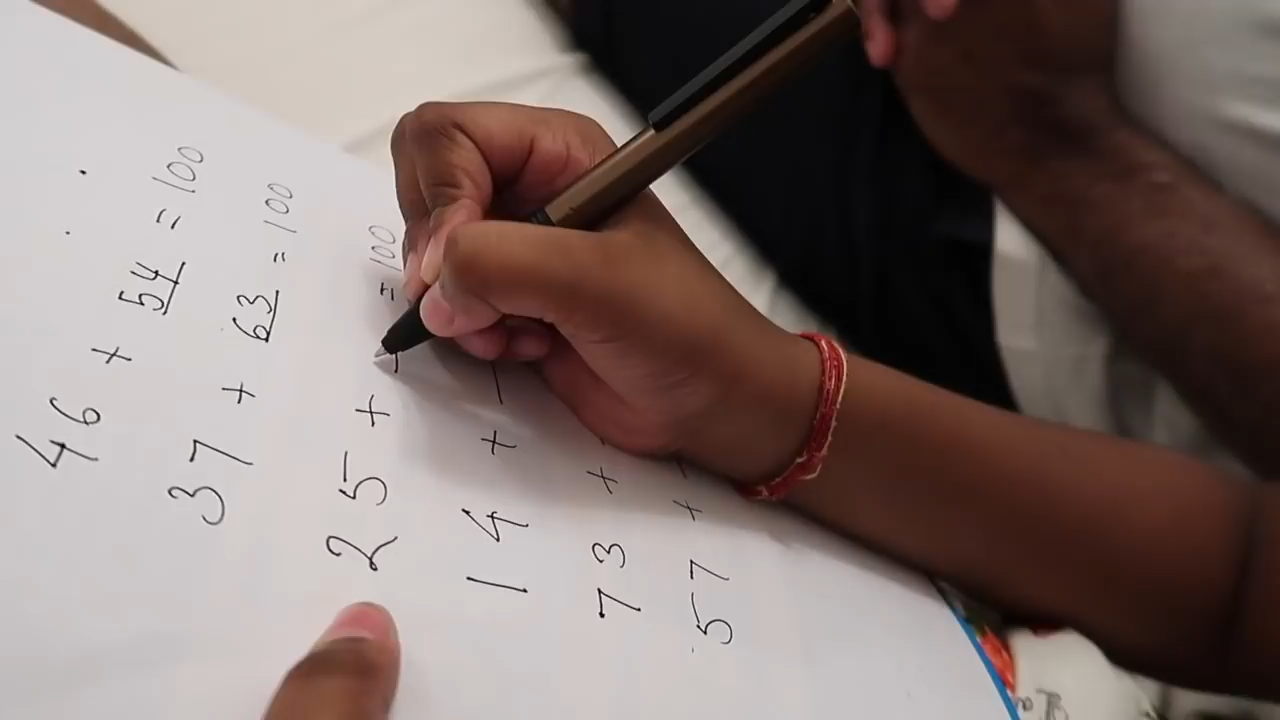 46 + 54 = 100
37 + 63 = 100
25 + _ = 100
14 + _
73 +
57 + _